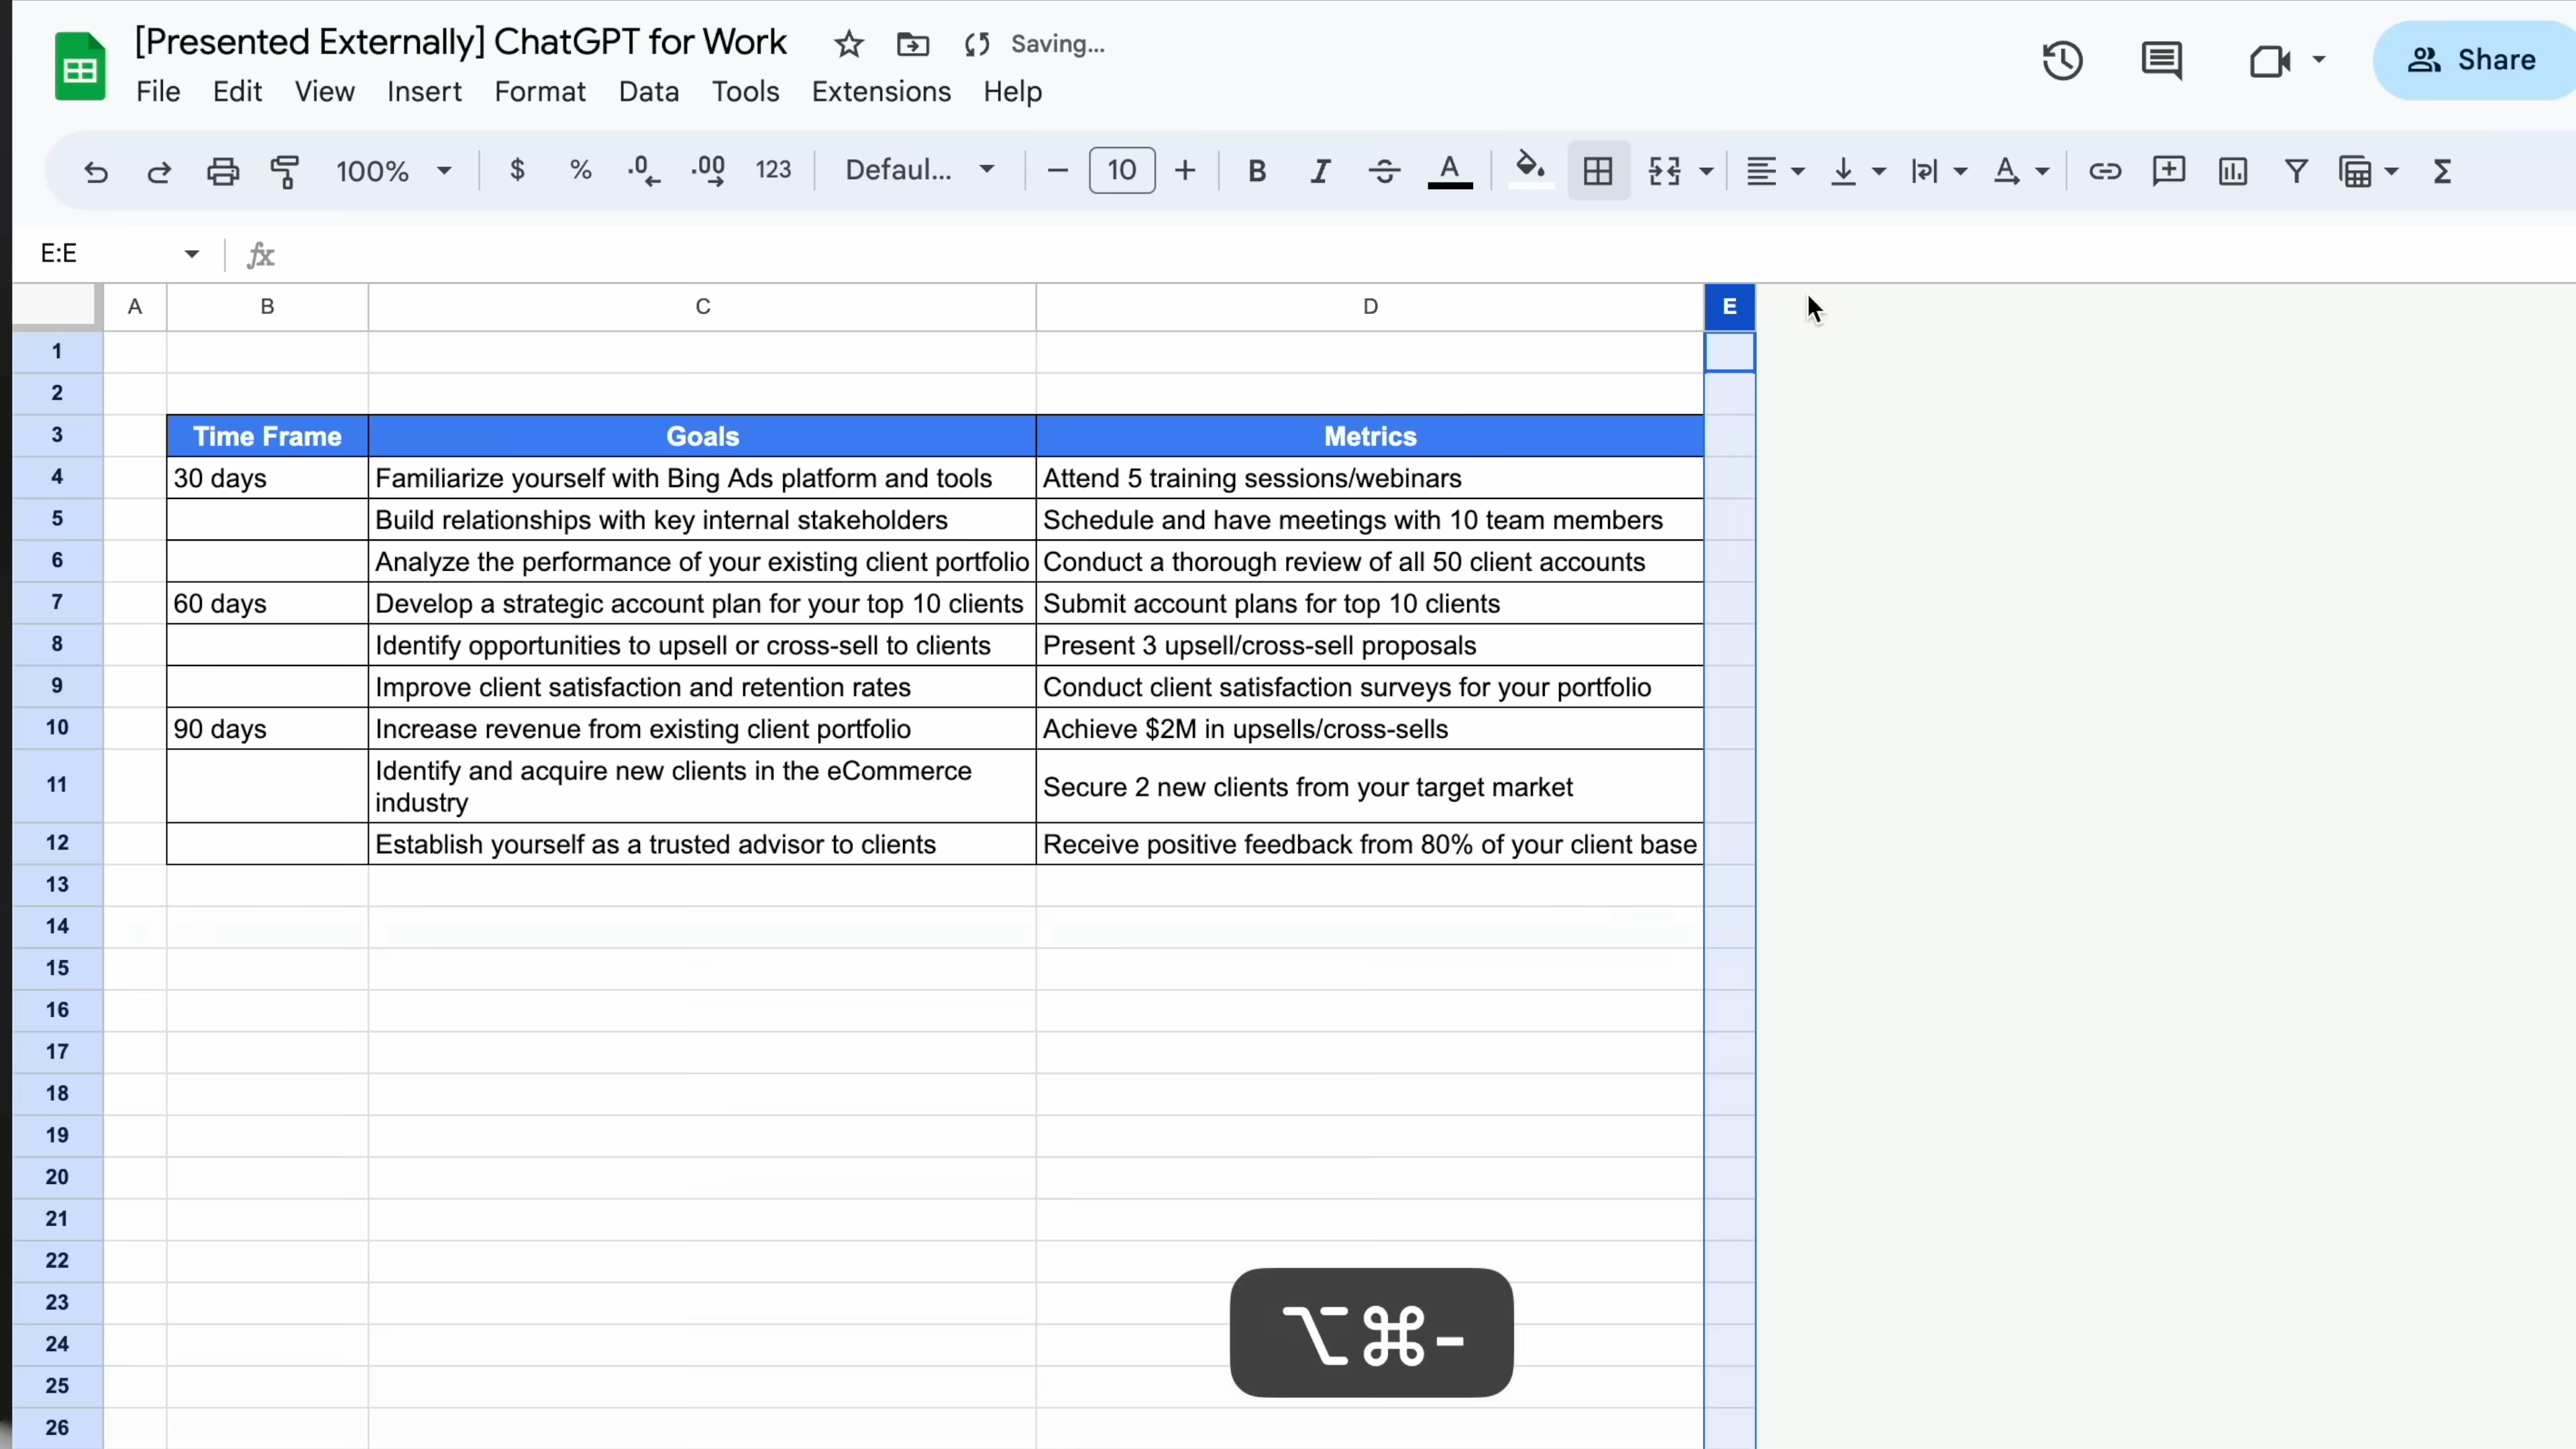 [Presented Externally] ChatGPT for Work
Saving...
Share
File Edit View Insert Format Data Tools Extensions Help
100% $ % .0 .00 123 Defaul... 10 B I A A Σ
E:E fx
A B C D E
1
2
3 Time Frame Goals Metrics
4 30 days Familiarize yourself with Bing Ads platform and tools Attend 5 training sessions/webinars
5 Build relationships with key internal stakeholders Schedule and have meetings with 10 team members
6 Analyze the performance of your existing client portfolio Conduct a thorough review of all 50 client accounts
7 60 days Develop a strategic account plan for your top 10 clients Submit account plans for top 10 clients
8 Identify opportunities to upsell or cross-sell to clients Present 3 upsell/cross-sell proposals
9 Improve client satisfaction and retention rates Conduct client satisfaction surveys for your portfolio
10 90 days Increase revenue from existing client portfolio Achieve $2M in upsells/cross-sells
11 Identify and acquire new clients in the eCommerce
industry Secure 2 new clients from your target market
12 Establish yourself as a trusted advisor to clients Receive positive feedback from 80% of your client base
13
14
15
16
17
18
19
20
21
22
23
24
25
26
⌥⌘-